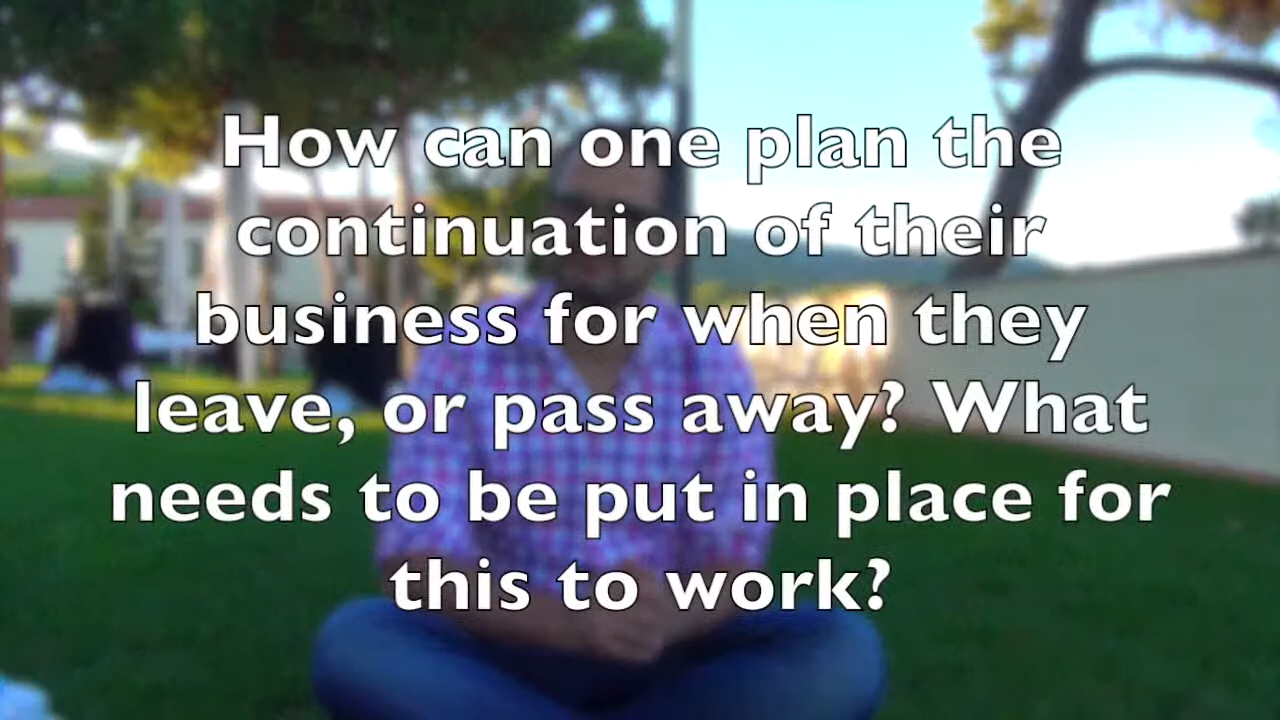 How can one plan the
continuation of their
business for when they
leave, or pass away? What
needs to be put in place for
this to work?